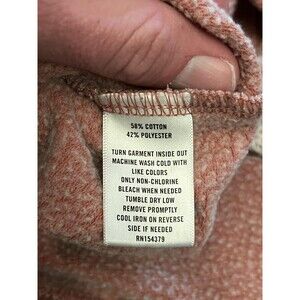 58% COTTON
42% POLYESTER
TURN GARMENT INSIDE OUT
MACHINE WASH COLD WITH
LIKE COLORS
ONLY NON-CHLORINE
BLEACH WHEN NEEDED
TUMBLE DRY LOW
REMOVE PROMPTLY
COOL IRON ON REVERSE
SIDE IF NEEDED
RN154379